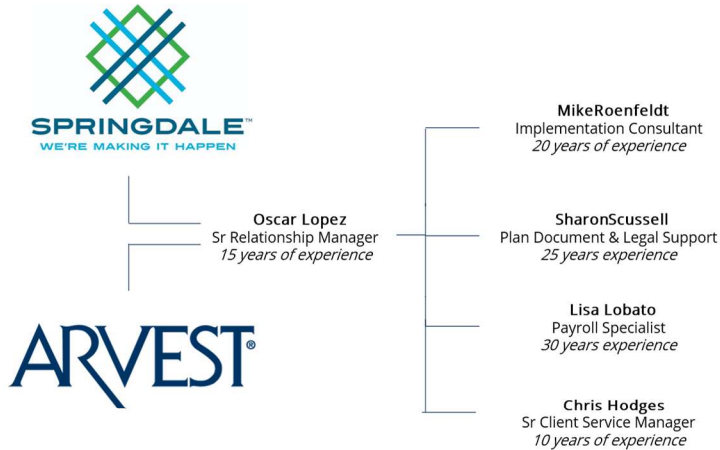 SPRINGDALE™
WE'RE MAKING IT HAPPEN
Oscar Lopez
Sr Relationship Manager
15 years of experience
ARVEST®
MikeRoenfeldt
Implementation Consultant
20 years of experience
SharonScussell
Plan Document & Legal Support
25 years experience
Lisa Lobato
Payroll Specialist
30 years experience
Chris Hodges
Sr Client Service Manager
10 years of experience